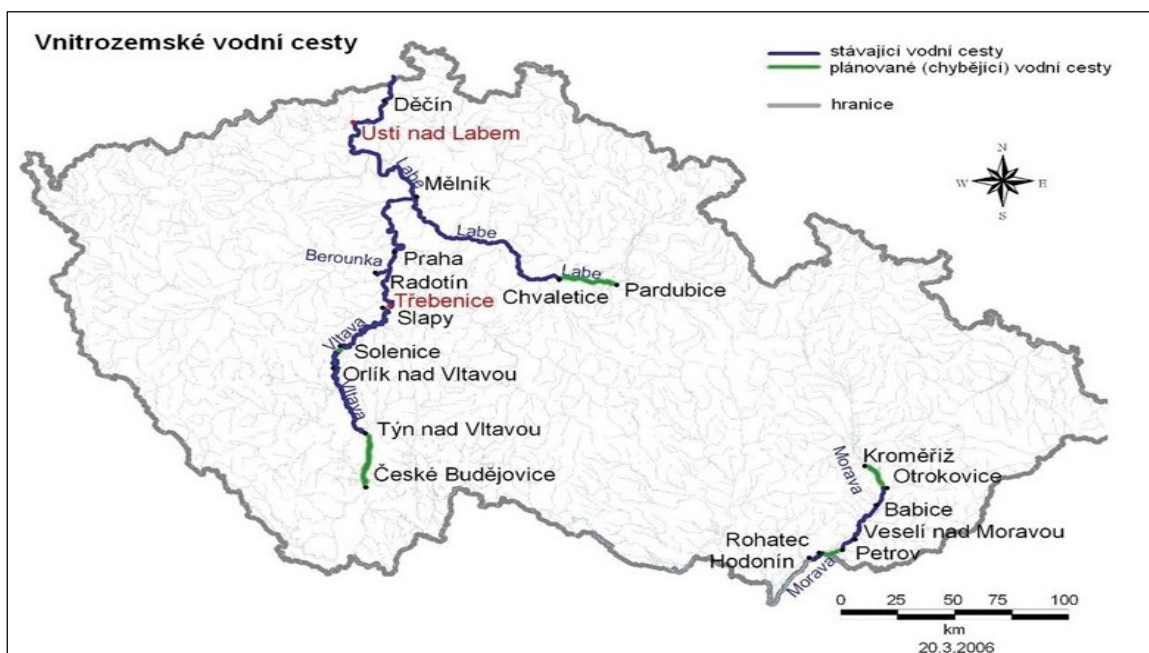 Vnitrozemské vodní cesty
stávající vodní cesty
plánované (chybějící) vodní cesty
hranice
N
W E
S
Děčín
Ústí nad Labem
Labe
Mělník
Labe
Berounka
Praha
Radotín
Labe
Chvaletice
Pardubice
Třebenice
Slapy
Vltava
Solenice
Orlík nad Vltavou
Vltava
Týn nad Vltavou
České Budějovice
Kroměříž
Morava
Otrokovice
Babice
Veselí nad Moravou
Rohatec
Petrov
Hodonín
Morava
0 25 50 75 100
km
20.3.2006